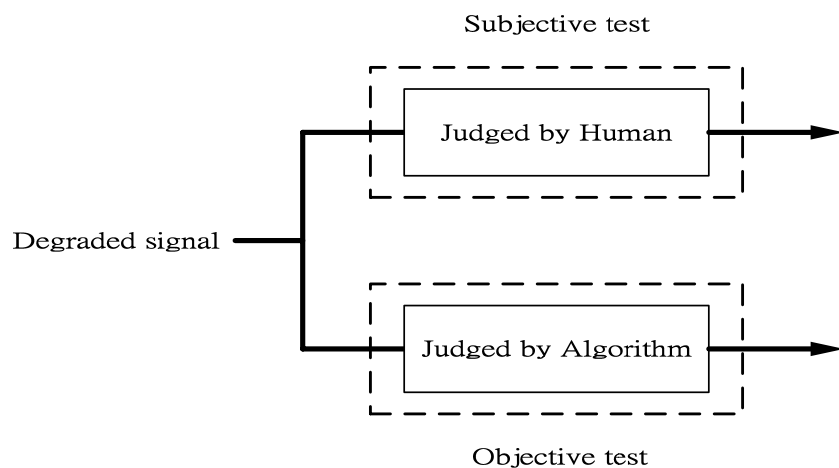 Subjective test
Judged by Human
Degraded signal
Judged by Algorithm
Objective test